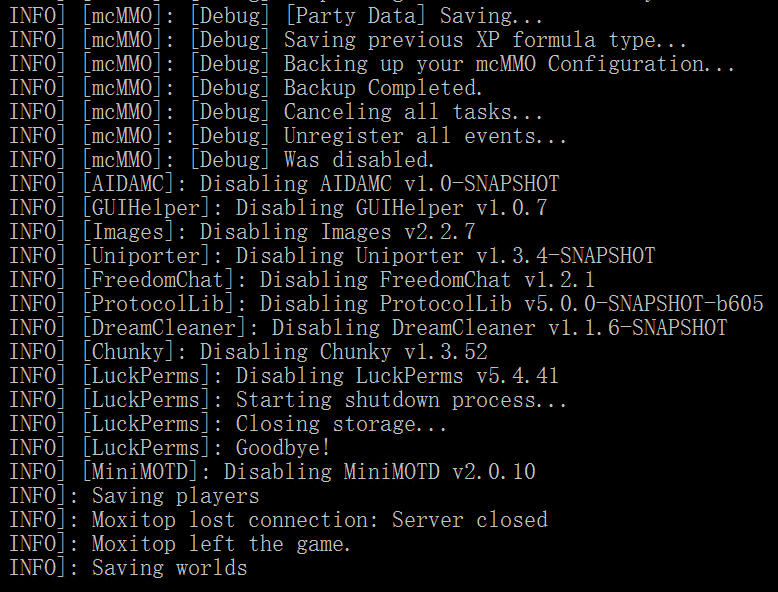 INFO] [mcMMO]: [Debug] [Party Data] Saving...
INFO] [mcMMO]: [Debug] Saving previous XP formula type...
INFO] [mcMMO]: [Debug] Backing up your mcMMO Configuration...
INFO] [mcMMO]: [Debug] Backup Completed.
INFO] [mcMMO]: [Debug] Canceling all tasks...
INFO] [mcMMO]: [Debug] Unregister all events...
INFO] [mcMMO]: [Debug] Was disabled.
INFO] [AIDAMC]: Disabling AIDAMC v1.0-SNAPSHOT
INFO] [GUIHelper]: Disabling GUIHelper v1.0.7
INFO] [Images]: Disabling Images v2.2.7
INFO] [Uniporter]: Disabling Uniporter v1.3.4-SNAPSHOT
INFO] [FreedomChat]: Disabling FreedomChat v1.2.1
INFO] [ProtocolLib]: Disabling ProtocolLib v5.0.0-SNAPSHOT-b605
INFO] [DreamCleaner]: Disabling DreamCleaner v1.1.6-SNAPSHOT
INFO] [Chunky]: Disabling Chunky v1.3.52
INFO] [LuckPerms]: Disabling LuckPerms v5.4.41
INFO] [LuckPerms]: Starting shutdown process...
INFO] [LuckPerms]: Closing storage...
INFO] [LuckPerms]: Goodbye!
INFO] [MiniMOTD]: Disabling MiniMOTD v2.0.10
INFO]: Saving players
INFO]: Moxitop lost connection: Server closed
INFO]: Moxitop left the game.
INFO]: Saving worlds